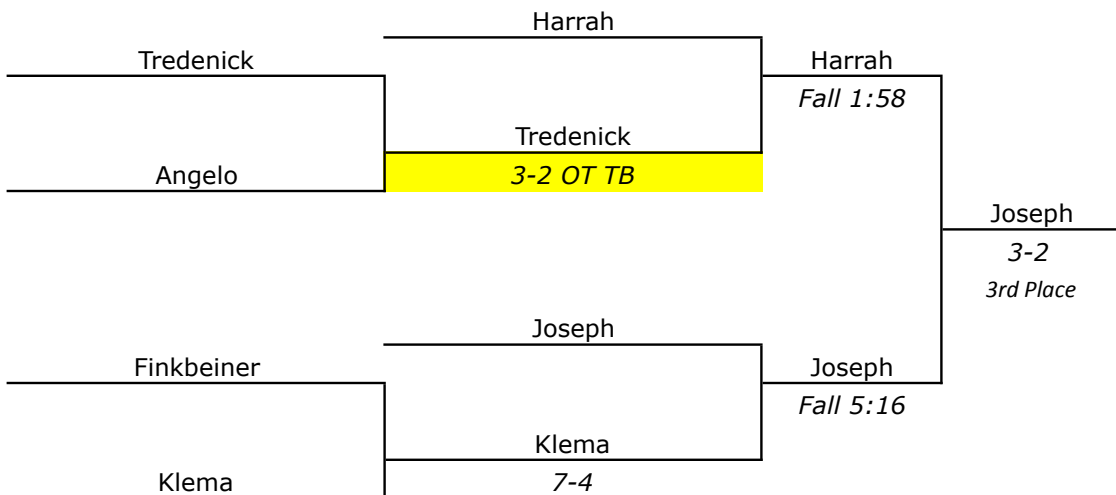 Harrah
Tredenick
Harrah
Fall 1:58
Tredenick
Angelo
3-2 OT TB
Joseph
3-2
3rd Place
Joseph
Finkbeiner
Joseph
Fall 5:16
Klema
Klema
7-4